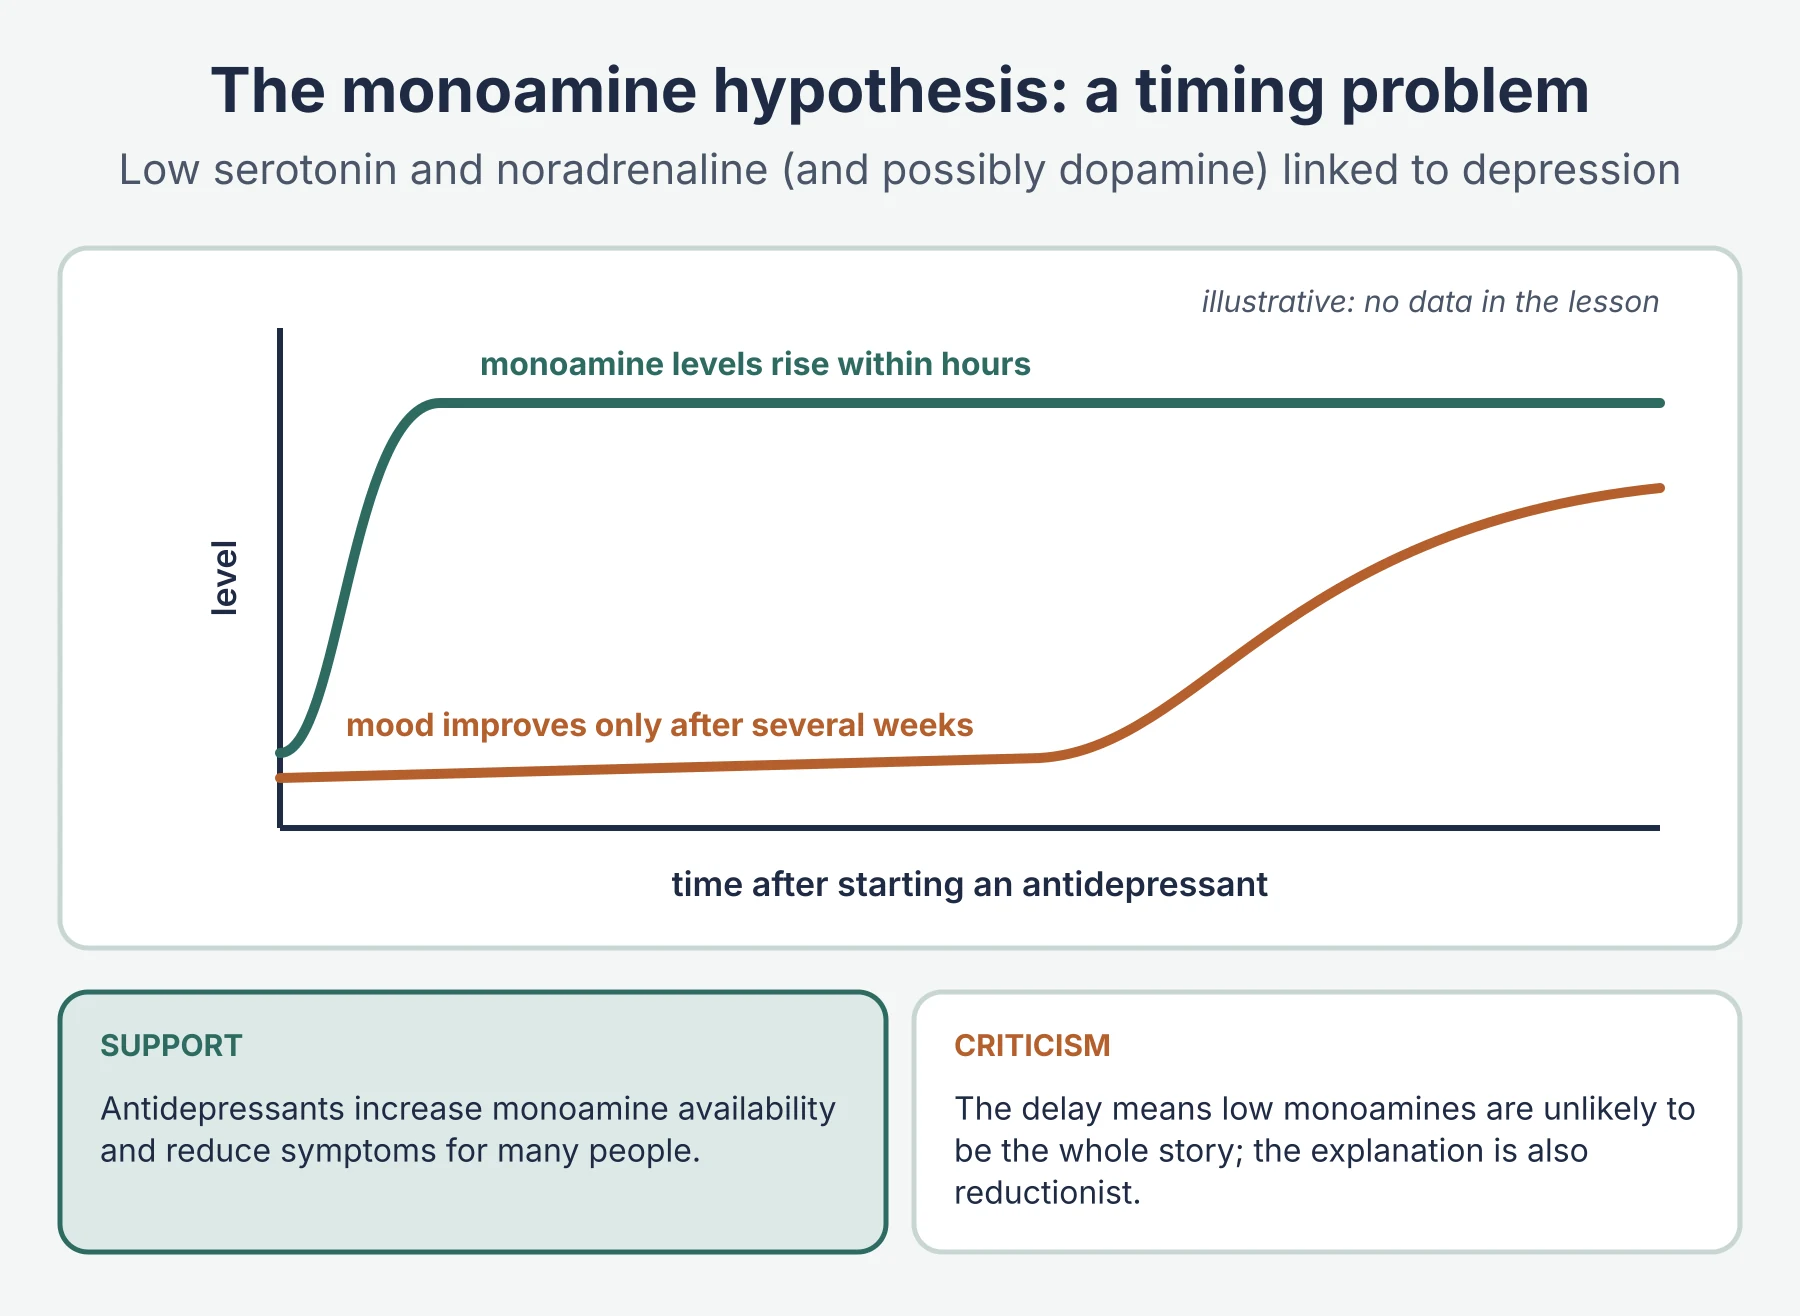 The monoamine hypothesis: a timing problem
Low serotonin and noradrenaline (and possibly dopamine) linked to depression
illustrative: no data in the lesson
monoamine levels rise within hours
level
mood improves only after several weeks
time after starting an antidepressant
SUPPORT
Antidepressants increase monoamine availability
and reduce symptoms for many people.
CRITICISM
The delay means low monoamines are unlikely to
be the whole story; the explanation is also
reductionist.